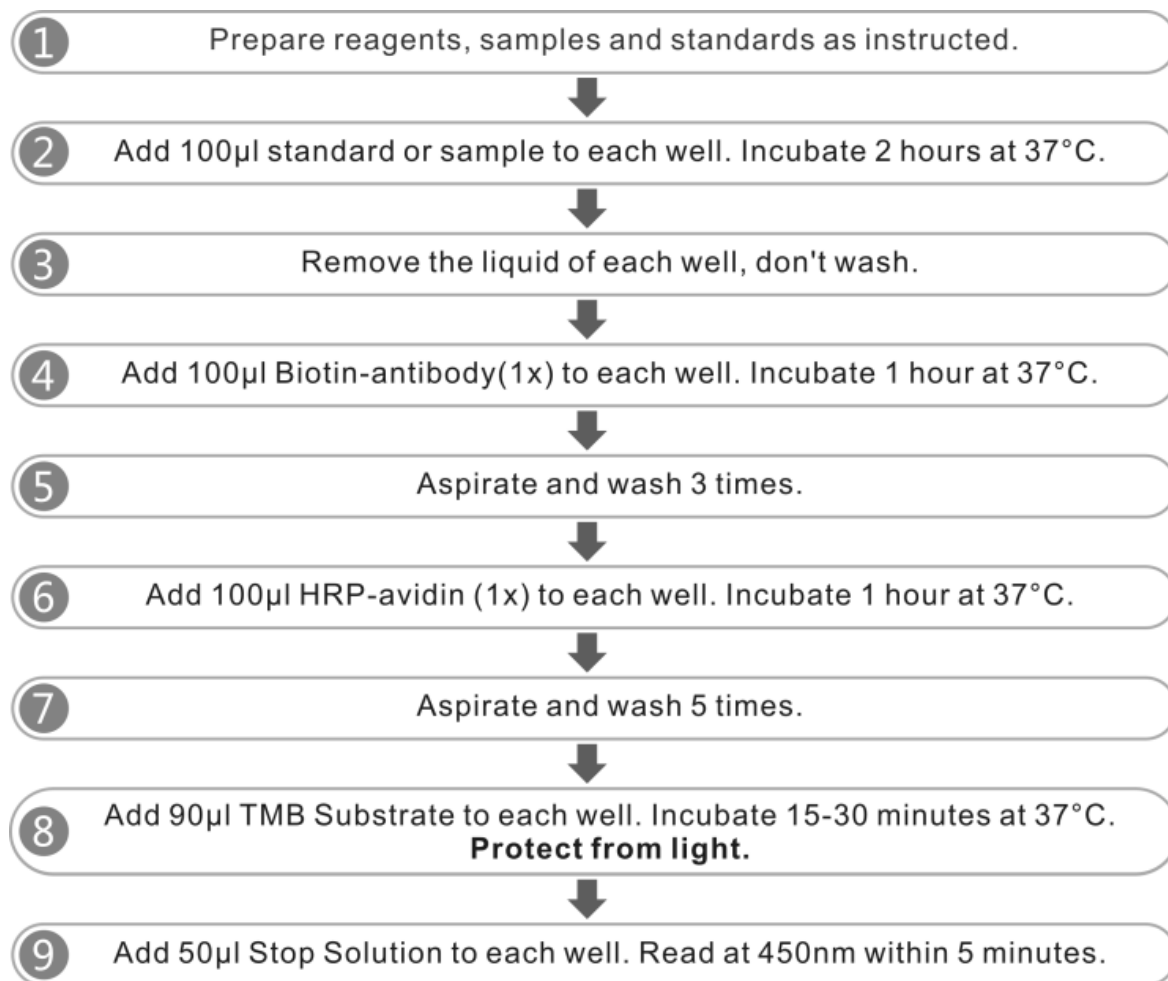 1 Prepare reagents, samples and standards as instructed.
2 Add 100µl standard or sample to each well. Incubate 2 hours at 37°C.
3 Remove the liquid of each well, don't wash.
4 Add 100µl Biotin-antibody(1x) to each well. Incubate 1 hour at 37°C.
5 Aspirate and wash 3 times.
6 Add 100µl HRP-avidin (1x) to each well. Incubate 1 hour at 37°C.
7 Aspirate and wash 5 times.
8 Add 90µl TMB Substrate to each well. Incubate 15-30 minutes at 37°C.
Protect from light.
9 Add 50µl Stop Solution to each well. Read at 450nm within 5 minutes.